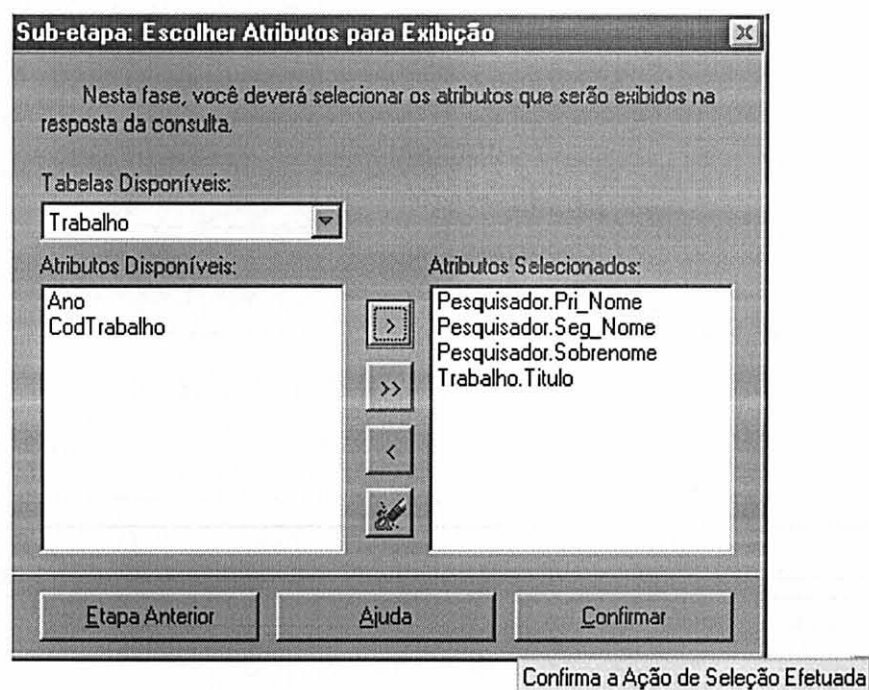 Sub-etapa: Escolher Atributos para Exibição
Nesta fase, você deverá selecionar os atributos que serão exibidos na
resposta da consulta.
Tabelas Disponíveis:
Trabalho
Atributos Disponíveis:
Ano
CodTrabalho
>
>>
<
Atributos Selecionados:
Pesquisador.Pri_Nome
Pesquisador.Seg_Nome
Pesquisador.Sobrenome
Trabalho.Titulo
Etapa Anterior
Ajuda
Confirmar
Confirma a Ação de Seleção Efetuada